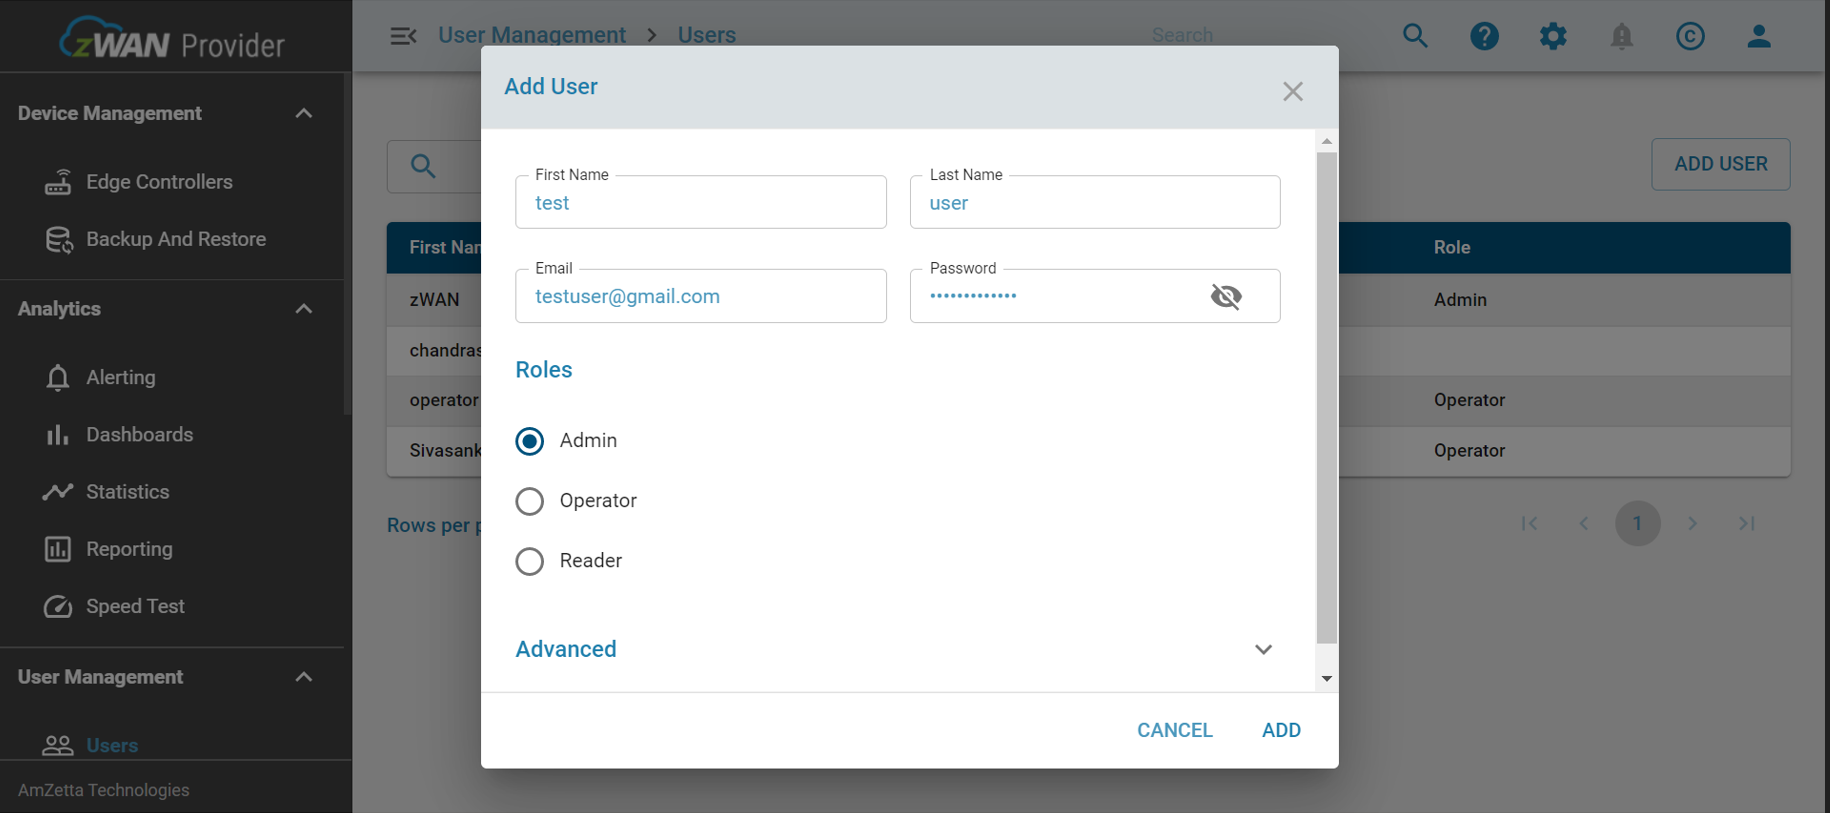 zWAN Provider
User Management > Users
Search
Device Management
Edge Controllers
Backup And Restore
Analytics
Alerting
Dashboards
Statistics
Reporting
Speed Test
User Management
Users
AmZetta Technologies
ADD USER
First Nam
Role
zWAN
Admin
chandras
operator
Operator
Sivasank
Operator
Rows per p
1
Add User
First Name
test
Last Name
user
Email
testuser@gmail.com
Password
•••••••••••••
Roles
Admin
Operator
Reader
Advanced
CANCEL
ADD